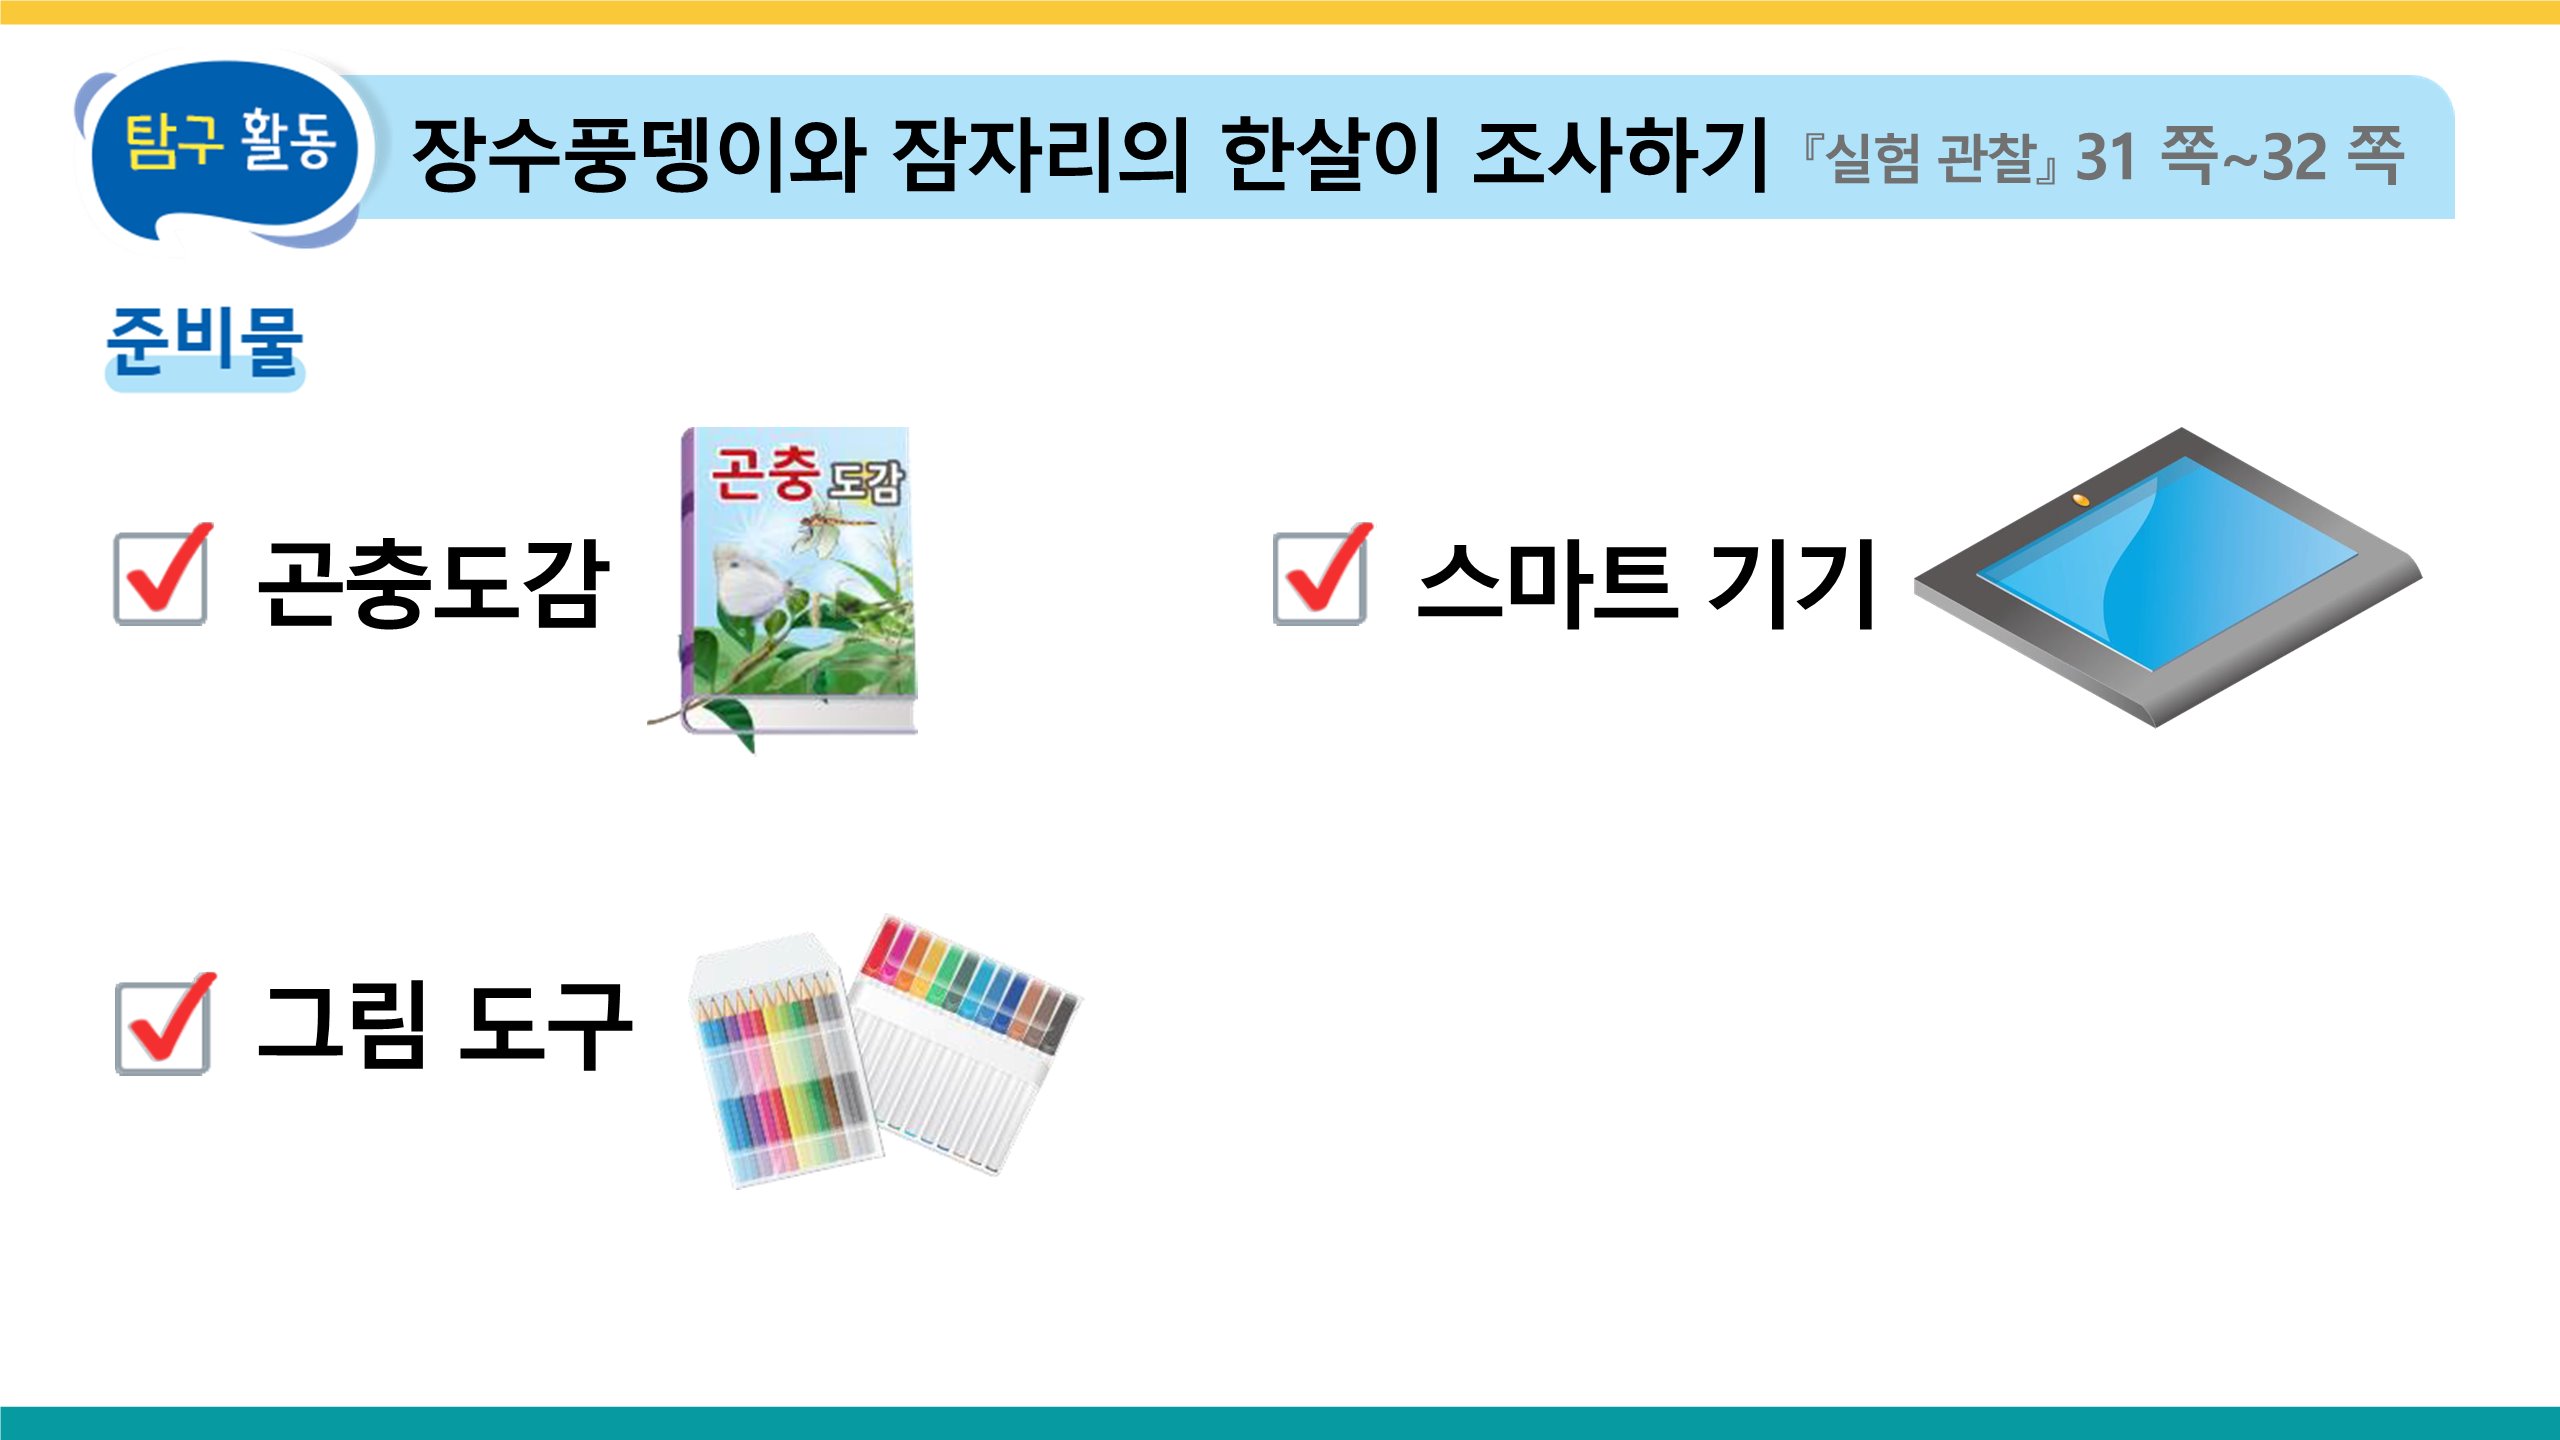 탐구 활동
장수풍뎅이와 잠자리의 한살이 조사하기 『실험 관찰』 31 쪽~32 쪽
준비물
곤충도감
곤충 도감
스마트 기기
그림 도구